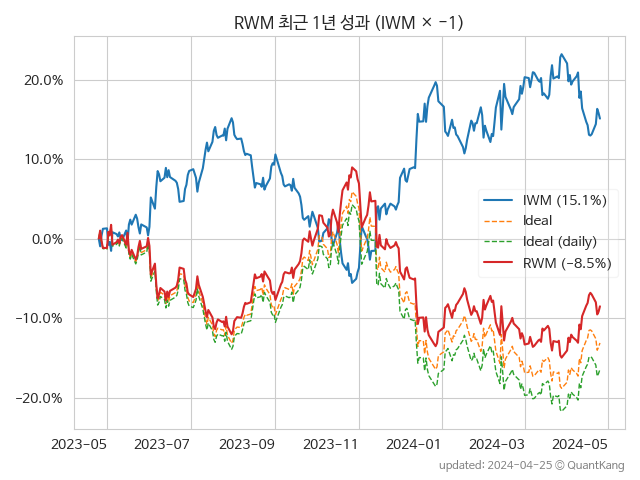 RWM 최근 1년 성과 (IWM × −1)
20.0%
10.0%
0.0%
−10.0%
−20.0%
IWM (15.1%)
Ideal
Ideal (daily)
RWM (−8.5%)
2023-05 2023-07 2023-09 2023-11 2024-01 2024-03 2024-05
updated: 2024-04-25 © QuantKang